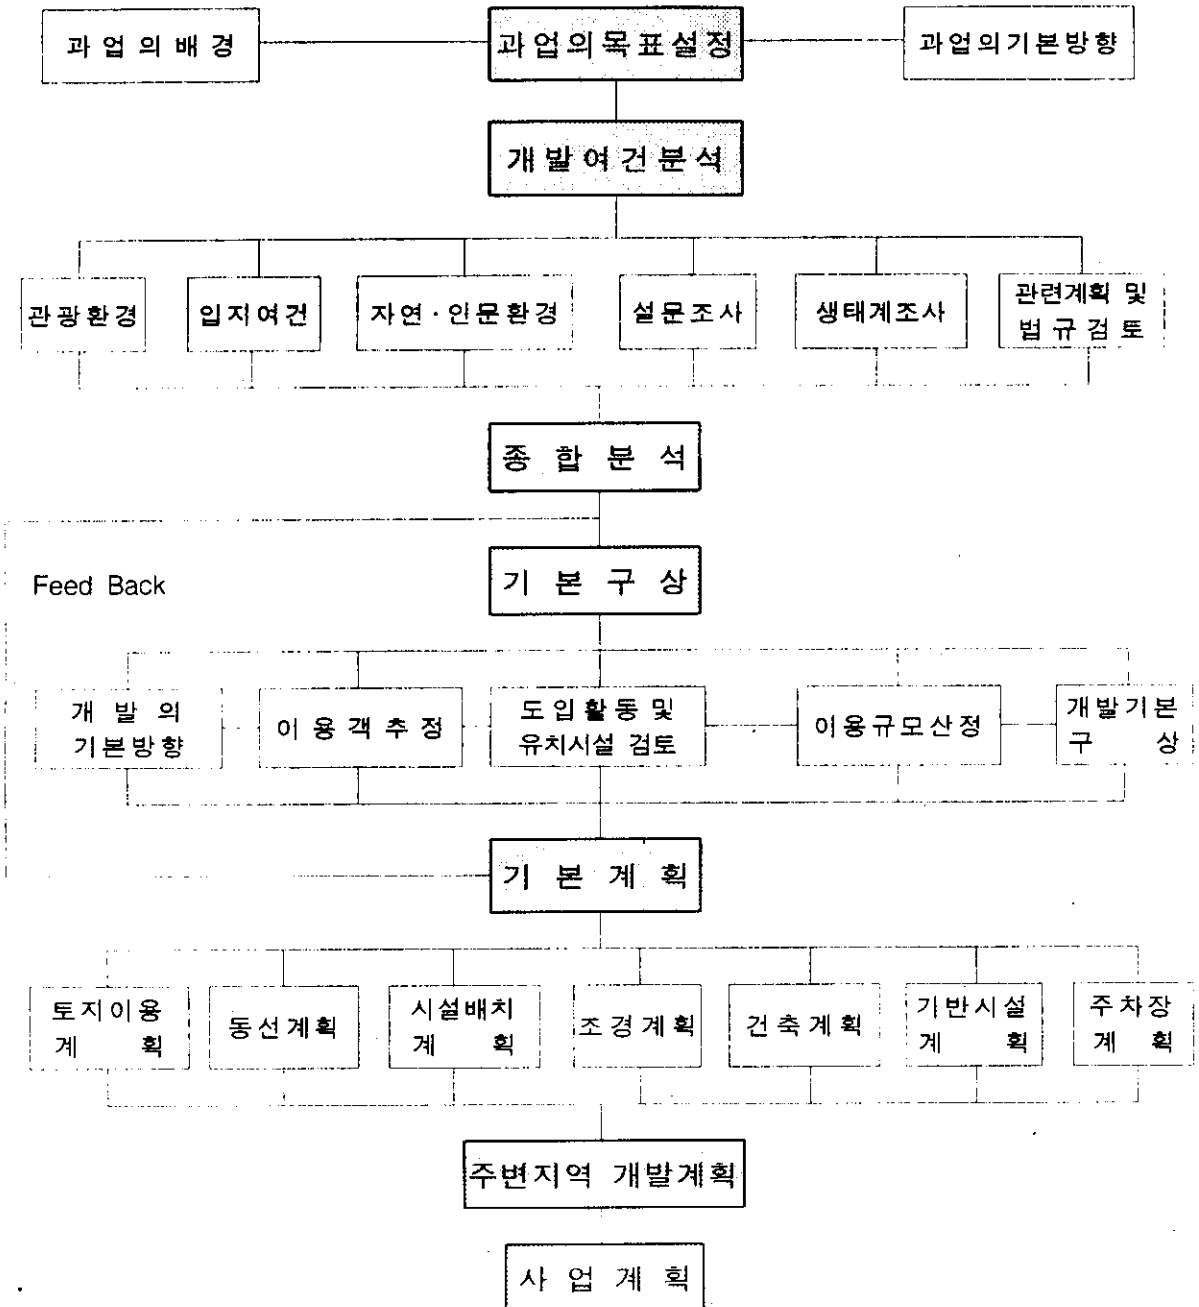 과업의배경
과업의목표설정
과업의기본방향
개발여건분석
관광환경
입지여건
자연·인문환경
설문조사
생태계조사
관련계획 및
법규검토
종합분석
Feed Back
기본구상
개발의
기본방향
이용객추정
도입활동및
유치시설 검토
이용규모산정
개발기본
구상
기본계획
토지이용
계획
동선계획
시설배치
계획
조경계획
건축계획
기반시설
계획
주차장
계획
주변지역 개발계획
사업계획